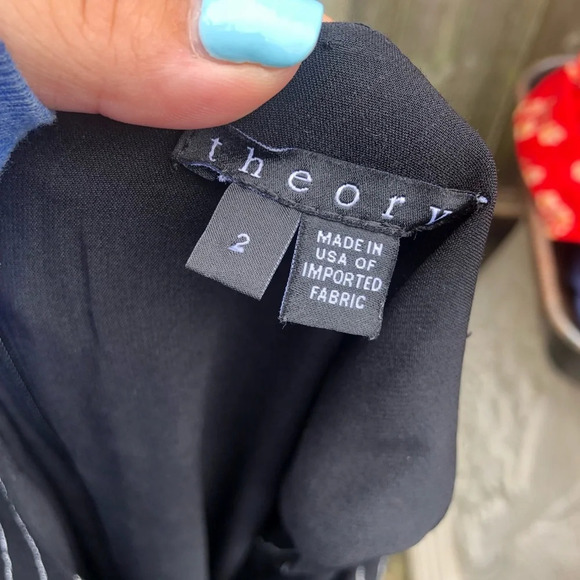 theory
2
MADE IN
USA OF
IMPORTED
FABRIC